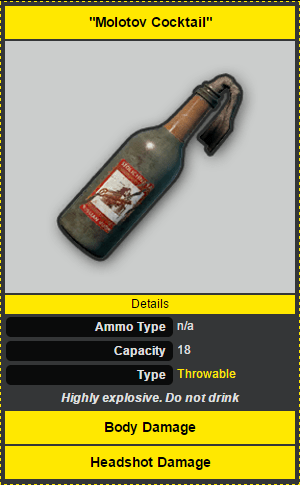 "Molotov Cocktail"
Details
Ammo Type n/a
Capacity 18
Type Throwable
Highly explosive. Do not drink
Body Damage
Headshot Damage